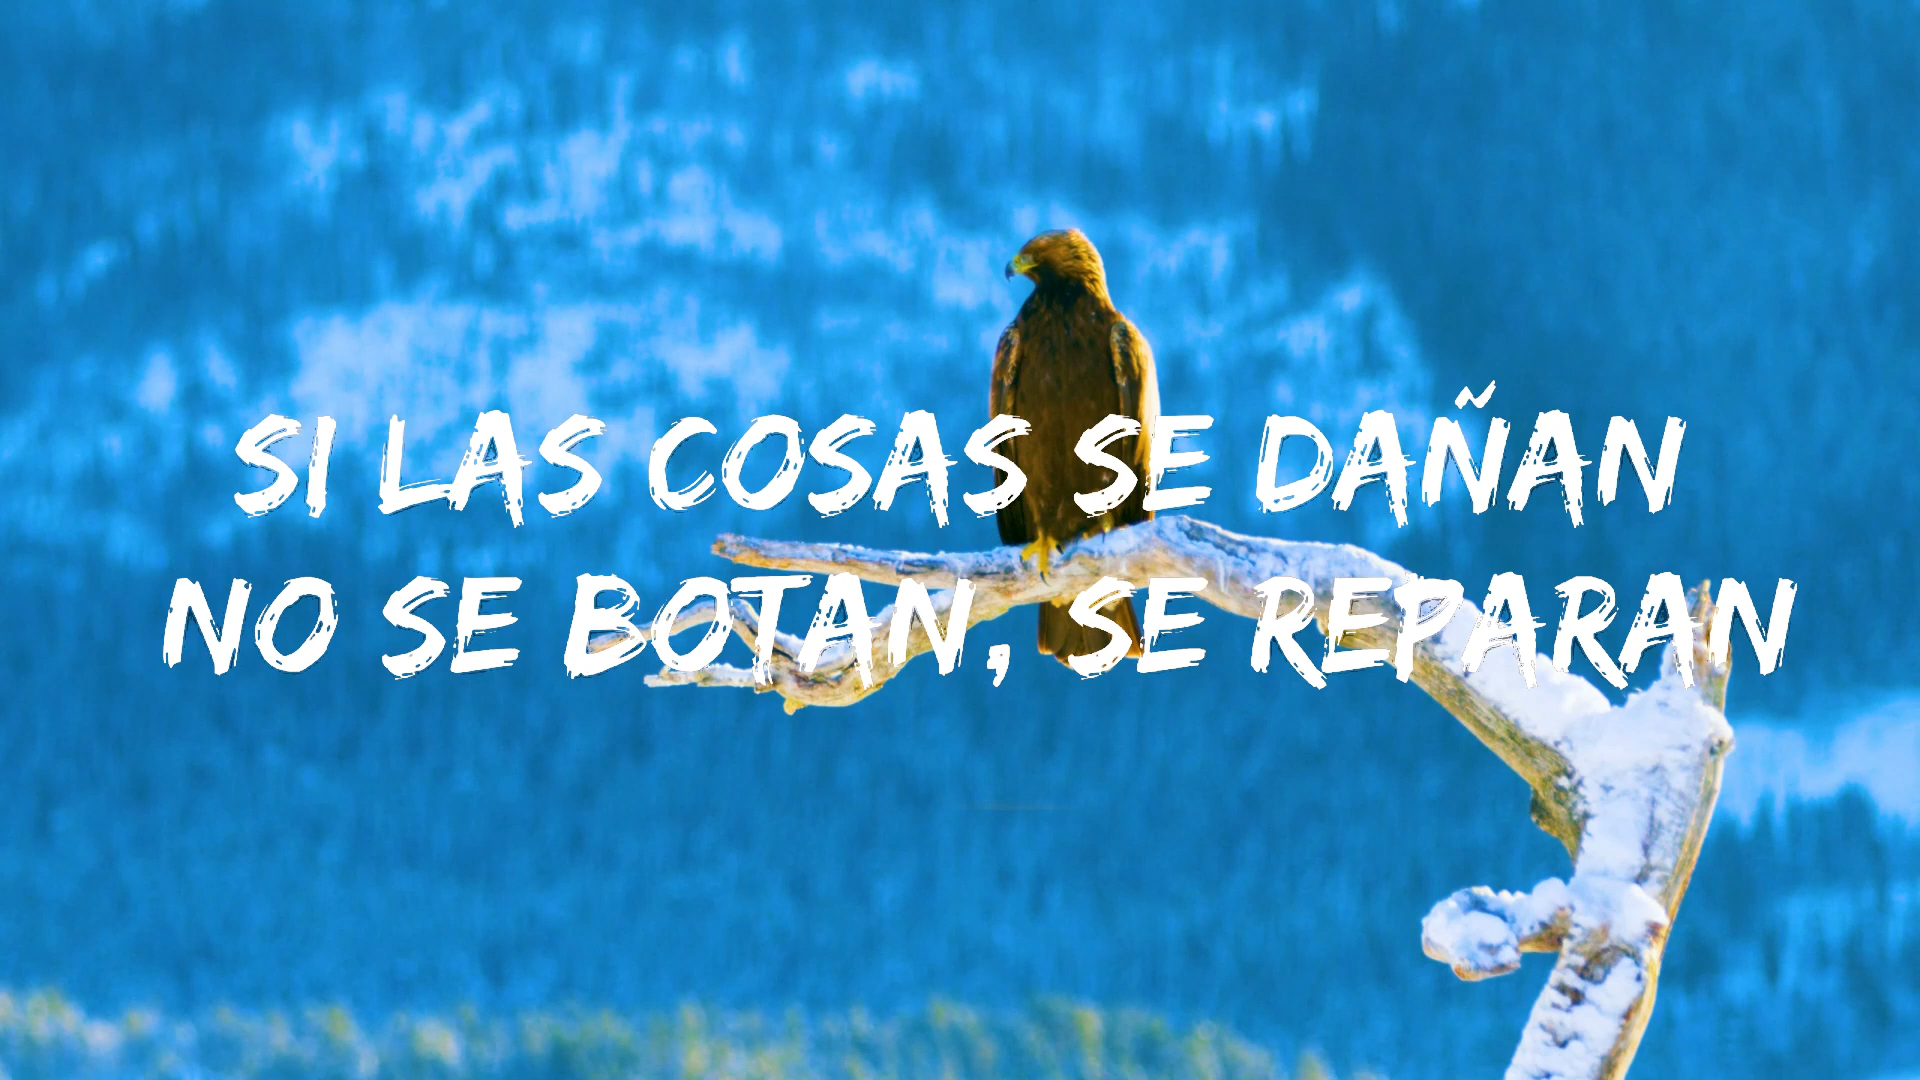 SI LAS COSAS SE DAÑAN
NO SE BOTAN, SE REPARAN